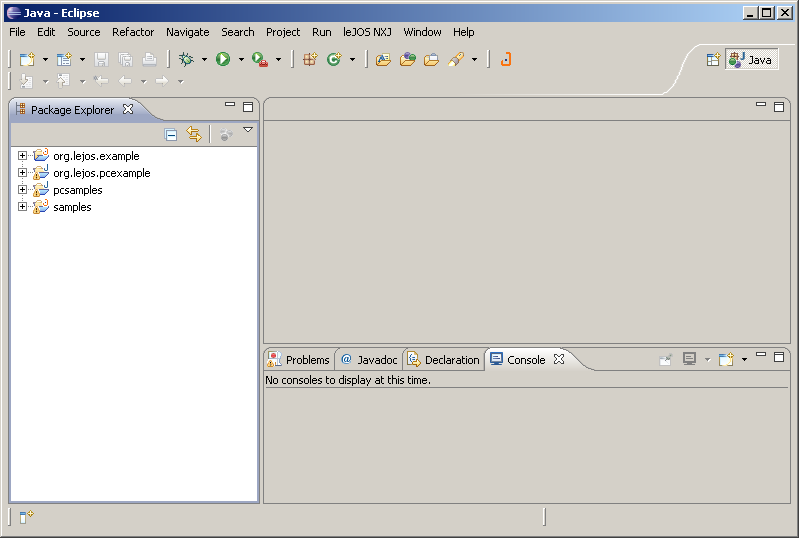 Java - Eclipse
File Edit Source Refactor Navigate Search Project Run leJOS NXJ Window Help
Java
Package Explorer
org.lejos.example
org.lejos.pcexample
pcsamples
samples
Problems @ Javadoc Declaration Console
No consoles to display at this time.